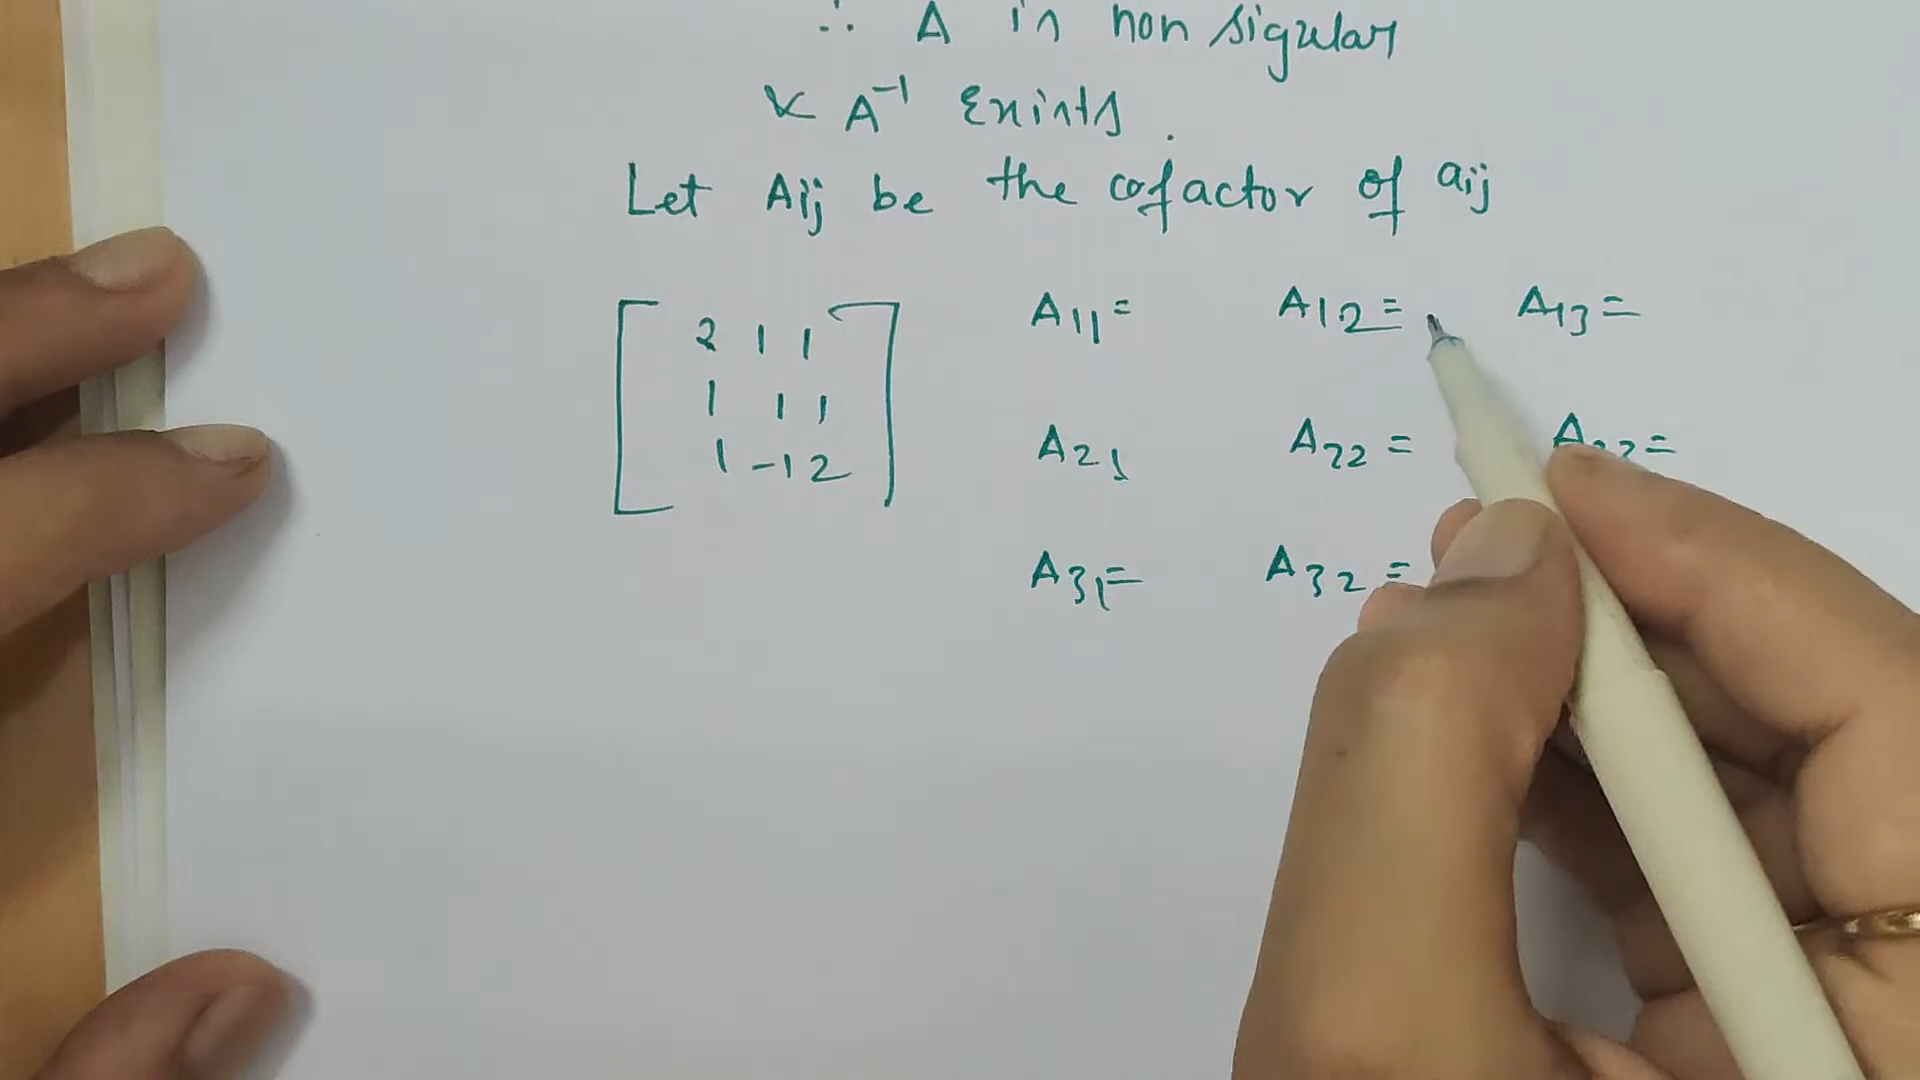 ∴ A is non sigular
& A⁻¹ Exists.
Let Aij be the cofactor of aij
2 1 1
1 1 1
1 -1 2
A11= A12= A13=
A21 A22=
A31= A32=